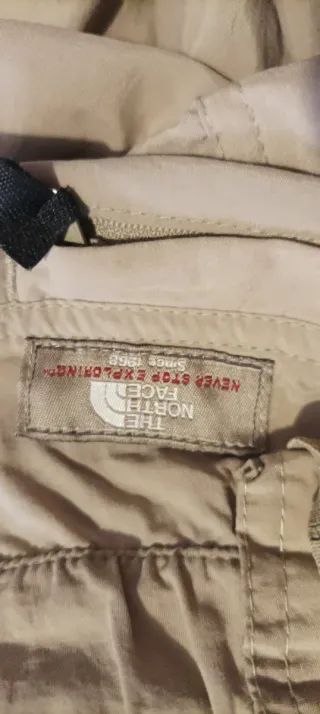 THE
NORTH
FACE
NEVER STOP EXPLORING™
Since 1968